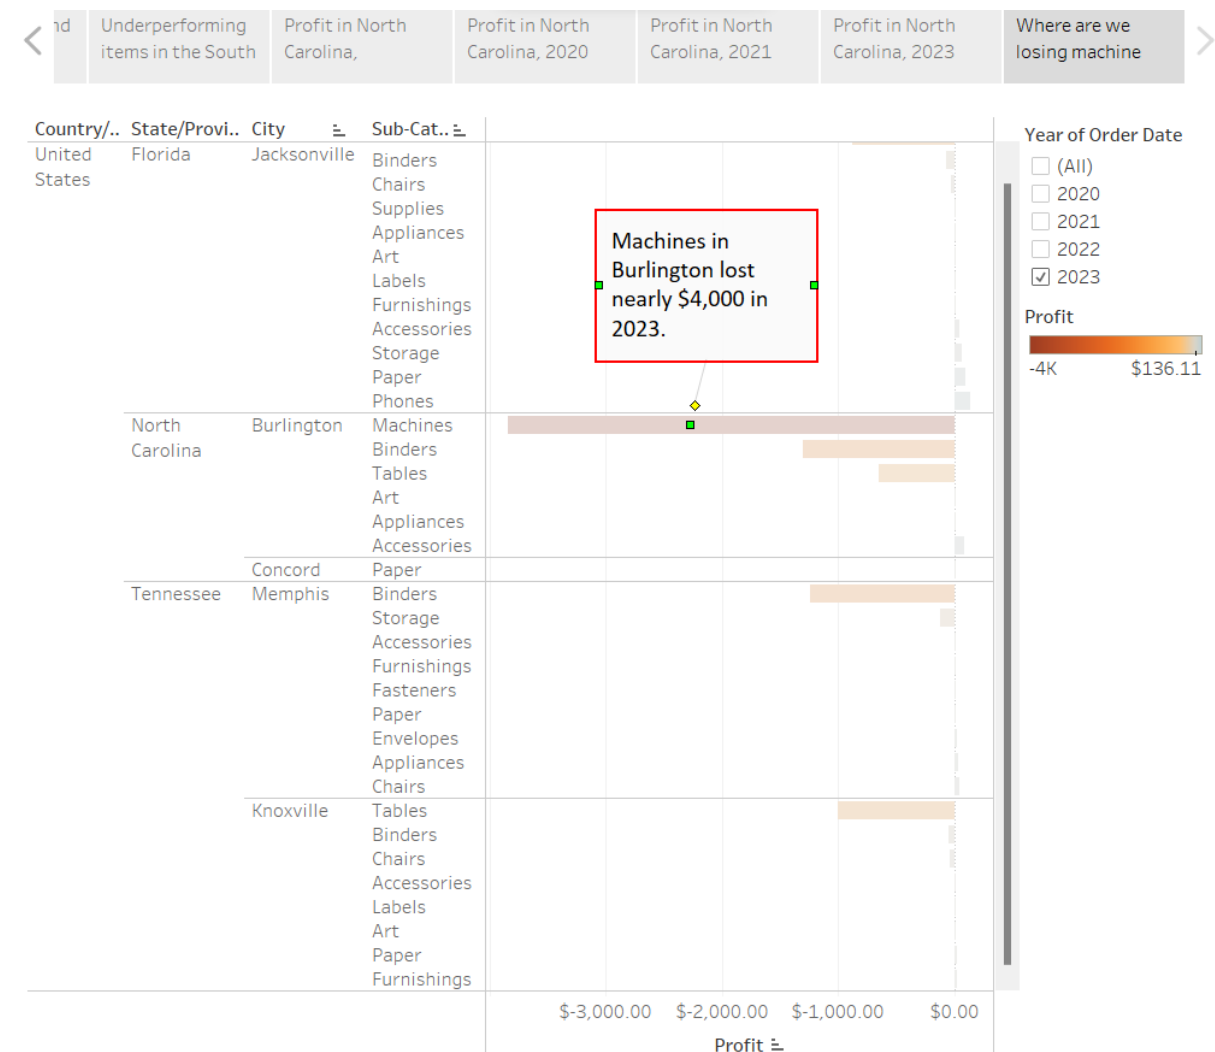 nd
Underperforming
items in the South
Profit in North
Carolina,
Profit in North
Carolina, 2020
Profit in North
Carolina, 2021
Profit in North
Carolina, 2023
Where are we
losing machine
Country/.. State/Provi.. City Sub-Cat..
United
States
Florida
Jacksonville
Binders
Chairs
Supplies
Appliances
Art
Labels
Furnishings
Accessories
Storage
Paper
Phones
North
Carolina
Burlington
Machines
Binders
Tables
Art
Appliances
Accessories
Concord
Paper
Tennessee
Memphis
Binders
Storage
Accessories
Furnishings
Fasteners
Paper
Envelopes
Appliances
Chairs
Knoxville
Tables
Binders
Chairs
Accessories
Labels
Art
Paper
Furnishings
Machines in
Burlington lost
nearly $4,000 in
2023.
$-3,000.00 $-2,000.00 $-1,000.00 $0.00
Profit
Year of Order Date
(All)
2020
2021
2022
2023
Profit
-4K $136.11